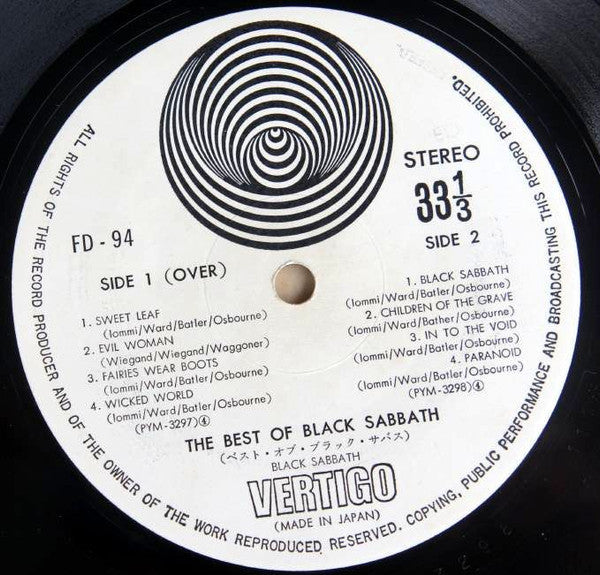 ALL RIGHTS OF THE RECORD PRODUCER AND OF THE OWNER OF THE WORK REPRODUCED RESERVED. COPYING, PUBLIC PERFORMANCE AND BROADCASTING THIS RECORD PROHIBITED.
STEREO
33 1/3
FD-94
SIDE 1 (OVER)
1. SWEET LEAF
(Iommi/Ward/Batler/Osbourne)
2. EVIL WOMAN
(Wiegand/Wiegand/Waggoner)
3. FAIRIES WEAR BOOTS
(Iommi/Ward/Batler/Osbourne)
4. WICKED WORLD
(Iommi/Ward/Batler/Osbourne)
(PYM-3297)④
SIDE 2
1. BLACK SABBATH
(Iommi/Ward/Batler/Osbourne)
2. CHILDREN OF THE GRAVE
(Iommi/Ward/Batler/Osbourne)
3. IN TO THE VOID
(Iommi/Ward/Batler/Osbourne)
4. PARANOID
(Iommi/Ward/Batler/Osbourne)
(PYM-3298)④
THE BEST OF BLACK SABBATH
(ベスト・オブ・ブラック・サバス)
BLACK SABBATH
VERTIGO
(MADE IN JAPAN)